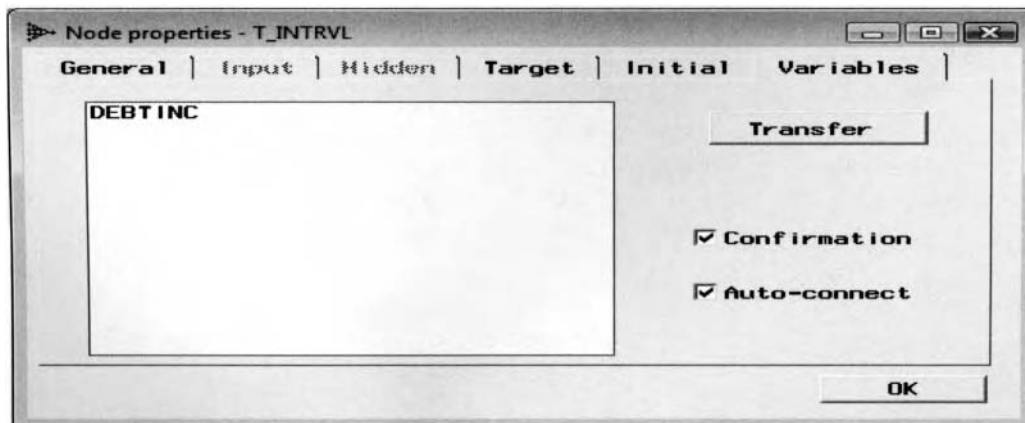 Node properties - T_INTRVL
General Input Hidden Target Initial Variables
DEBTINC
Transfer
Confirmation
Auto-connect
OK